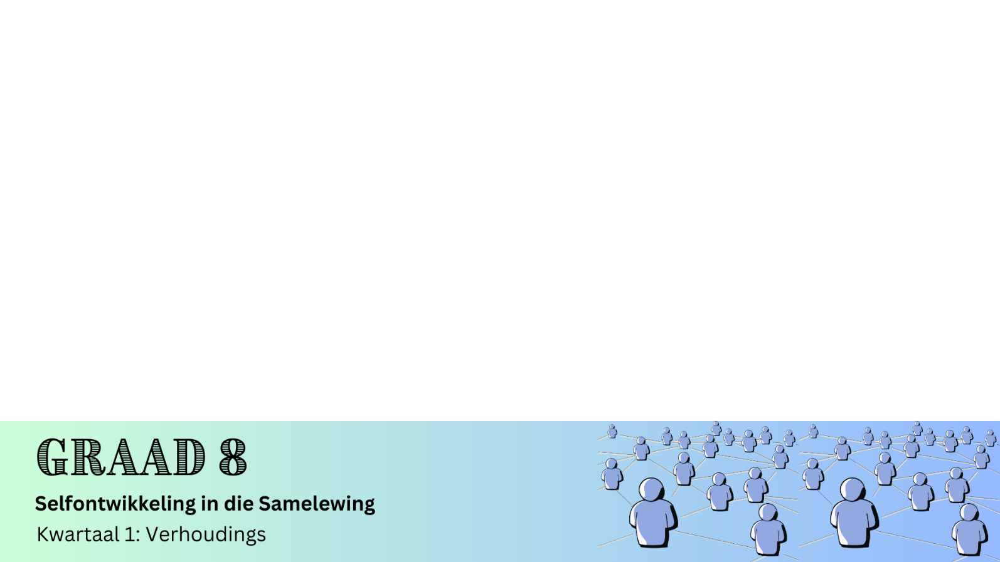 GRAAD 8
Selfontwikkeling in die Samelewing
Kwartaal 1: Verhoudings